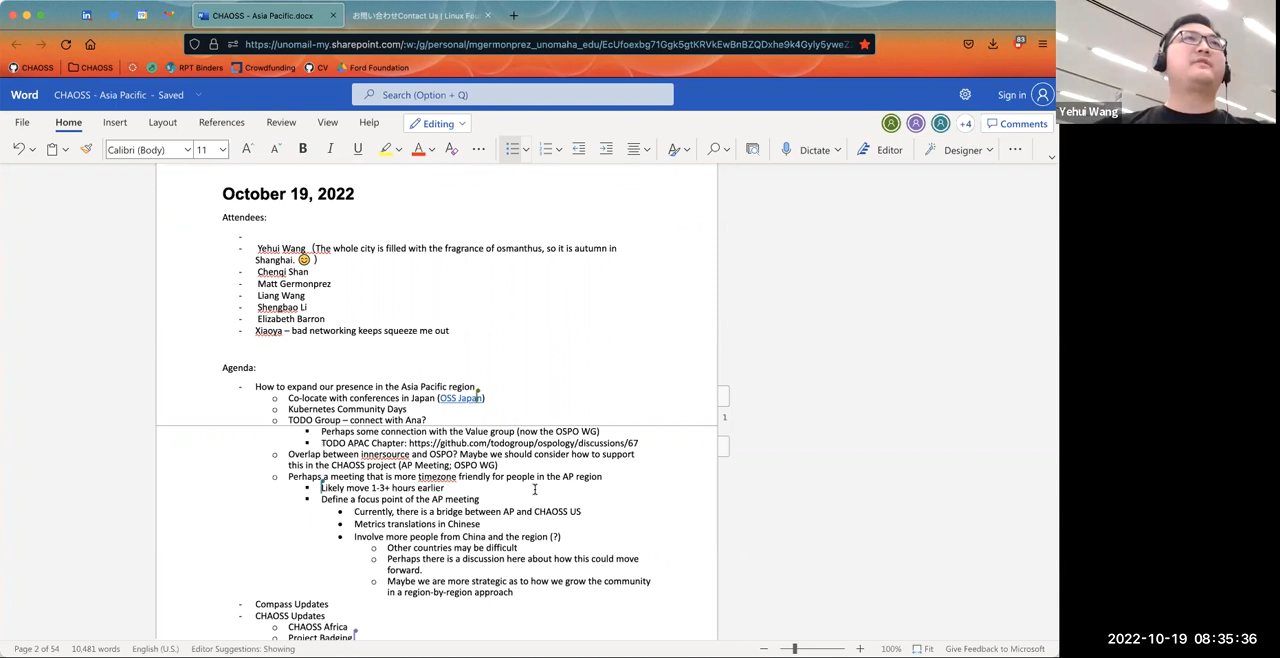 CHAOSS - Asia Pacific.docx
お問い合わせContact Us | Linux Fou
https://unomail-my.sharepoint.com/:w:/g/personal/mgermonprez_unomaha_edu/EcUfoexbg71Ggk5gtKRVkEwBnBZQDxhe9k4Gyly5yweZ
83
CHAOSS
CHAOSS
RPT Binders
Crowdfunding
CV
Ford Foundation
Word
CHAOSS - Asia Pacific - Saved
Search (Option + Q)
Sign in
Yehui Wang
File
Home
Insert
Layout
References
Review
View
Help
Editing
+4
Comments
Calibri (Body)
11
Dictate
Editor
Designer
October 19, 2022
Attendees:
-
- Yehui Wang （The whole city is filled with the fragrance of osmanthus, so it is autumn in
Shanghai. 😊 ）
- Chenqi Shan
- Matt Germonprez
- Liang Wang
- Shengbao Li
- Elizabeth Barron
- Xiaoya – bad networking keeps squeeze me out
Agenda:
- How to expand our presence in the Asia Pacific region
o Co-locate with conferences in Japan (OSS Japan)
o Kubernetes Community Days
o TODO Group – connect with Ana?
▪ Perhaps some connection with the Value group (now the OSPO WG)
▪ TODO APAC Chapter: https://github.com/todogroup/ospology/discussions/67
o Overlap between innersource and OSPO? Maybe we should consider how to support
this in the CHAOSS project (AP Meeting; OSPO WG)
o Perhaps a meeting that is more timezone friendly for people in the AP region
▪ Likely move 1-3+ hours earlier
▪ Define a focus point of the AP meeting
• Currently, there is a bridge between AP and CHAOSS US
• Metrics translations in Chinese
• Involve more people from China and the region (?)
o Other countries may be difficult
o Perhaps there is a discussion here about how this could move
forward.
o Maybe we are more strategic as to how we grow the community
in a region-by-region approach
- Compass Updates
- CHAOSS Updates
o CHAOSS Africa
o Project Badging
1
Page 2 of 54
10,481 words
English (U.S.)
Editor Suggestions: Showing
100%
Fit
Give Feedback to Microsoft
2022-10-19 08:35:36